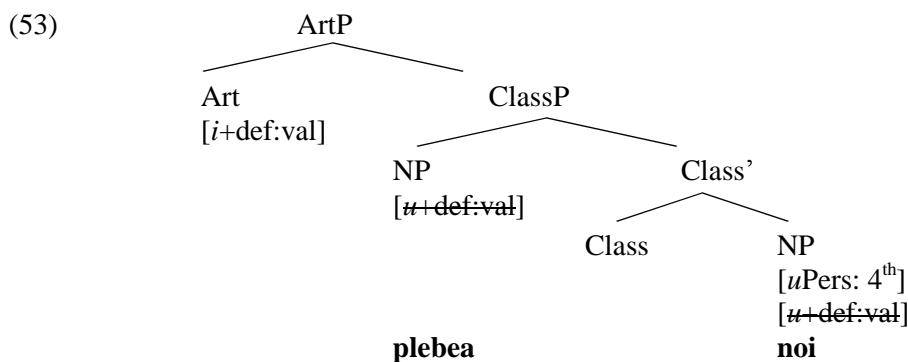 (53) ArtP
Art ClassP
[i+def:val]
NP Class’
[u+def:val]
Class NP
[uPers: 4th]
[u+def:val]
plebea noi